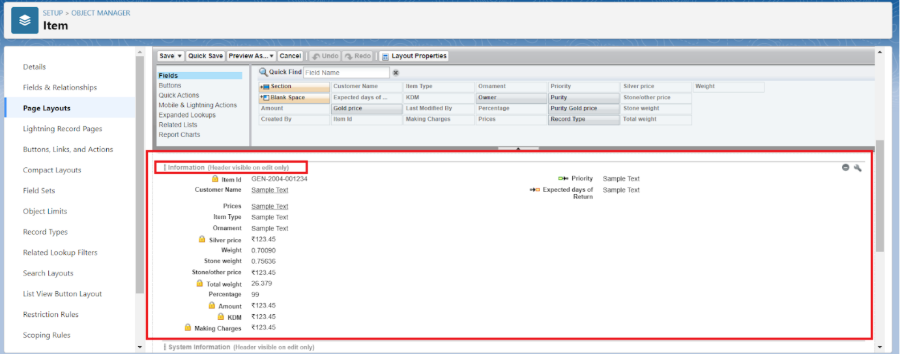 SETUP > OBJECT MANAGER
Item
Details
Fields & Relationships
Page Layouts
Lightning Record Pages
Buttons, Links, and Actions
Compact Layouts
Field Sets
Object Limits
Record Types
Related Lookup Filters
Search Layouts
List View Button Layout
Restriction Rules
Scoping Rules
Save Quick Save Preview As... Cancel Undo Redo Layout Properties
Fields
Buttons
Quick Actions
Mobile & Lightning Actions
Expanded Lookups
Related Lists
Report Charts
Quick Find Field Name
Section Customer Name Item Type Ornament Priority Silver price Weight
Blank Space Expected days of ... KDM Owner Purity Stone/other price
Amount Gold price Last Modified By Percentage Purity Gold price Stone weight
Created By Item Id Making Charges Prices Record Type Total weight
Information (Header visible on edit only)
Item Id GEN-2004-001234 Priority Sample Text
Customer Name Sample Text Expected days of Return Sample Text
Prices Sample Text
Item Type Sample Text
Ornament Sample Text
Silver price ₹123.45
Weight 0.70090
Stone weight 0.75636
Stone/other price ₹123.45
Total weight 26.379
Percentage 99
Amount ₹123.45
KDM ₹123.45
Making Charges ₹123.45
System Information (Header visible on edit only)